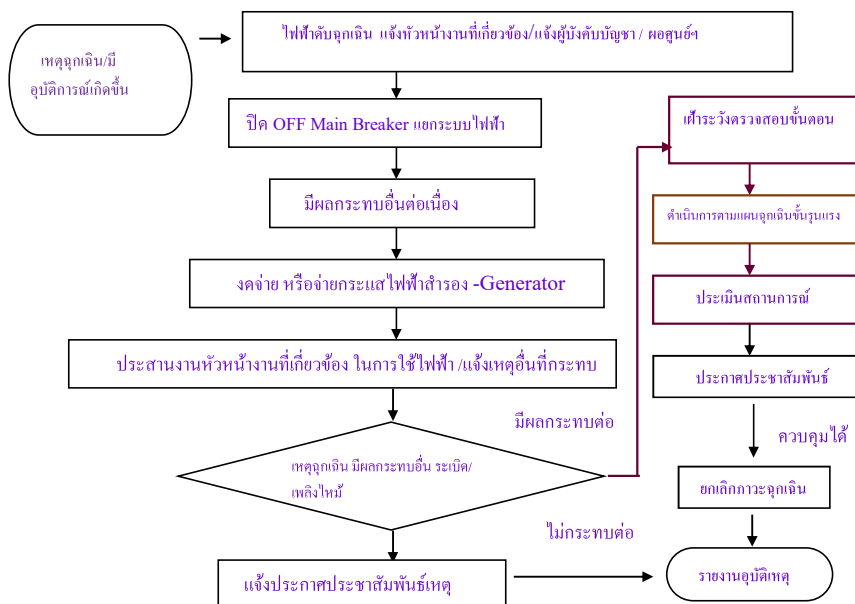 เหตุฉุกเฉิน/มี
อุบัติการณ์เกิดขึ้น
ไฟฟ้าดับฉุกเฉิน แจ้งหัวหน้างานที่เกี่ยวข้อง/แจ้งผู้บังคับบัญชา / ผอศูนย์ฯ
ปิด OFF Main Breaker แยกระบบไฟฟ้า
มีผลกระทบอื่นต่อเนื่อง
งดจ่าย หรือจ่ายกระแสไฟฟ้าสำรอง -Generator
ประสานงานหัวหน้างานที่เกี่ยวข้อง ในการใช้ไฟฟ้า /แจ้งเหตุอื่นที่กระทบ
มีผลกระทบต่อ
เหตุฉุกเฉิน มีผลกระทบอื่น ระเบิด/
เพลิงไหม้
ไม่กระทบต่อ
แจ้งประกาศประชาสัมพันธ์เหตุ
เฝ้าระวังตรวจสอบขั้นตอน
ดำเนินการตามแผนฉุกเฉินขั้นรุนแรง
ประเมินสถานการณ์
ประกาศประชาสัมพันธ์
ควบคุมได้
ยกเลิกภาวะฉุกเฉิน
รายงานอุบัติเหตุ